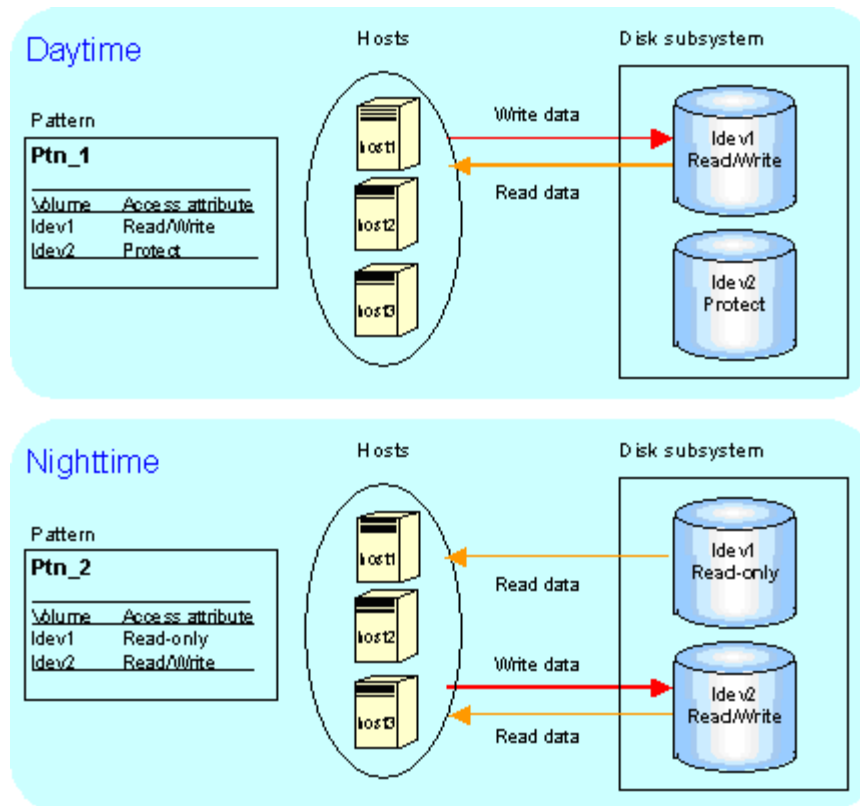 Daytime
Hosts
Disk subsystem
Pattern
Ptn_1
Volume Access attribute
ldev1 Read/Write
ldev2 Protect
host1
host2
host3
Write data
Read data
ldev1
Read/Write
ldev2
Protect
Nighttime
Hosts
Disk subsystem
Pattern
Ptn_2
Volume Access attribute
ldev1 Read-only
ldev2 Read/Write
host1
host2
host3
Read data
Write data
Read data
ldev1
Read-only
ldev2
Read/Write